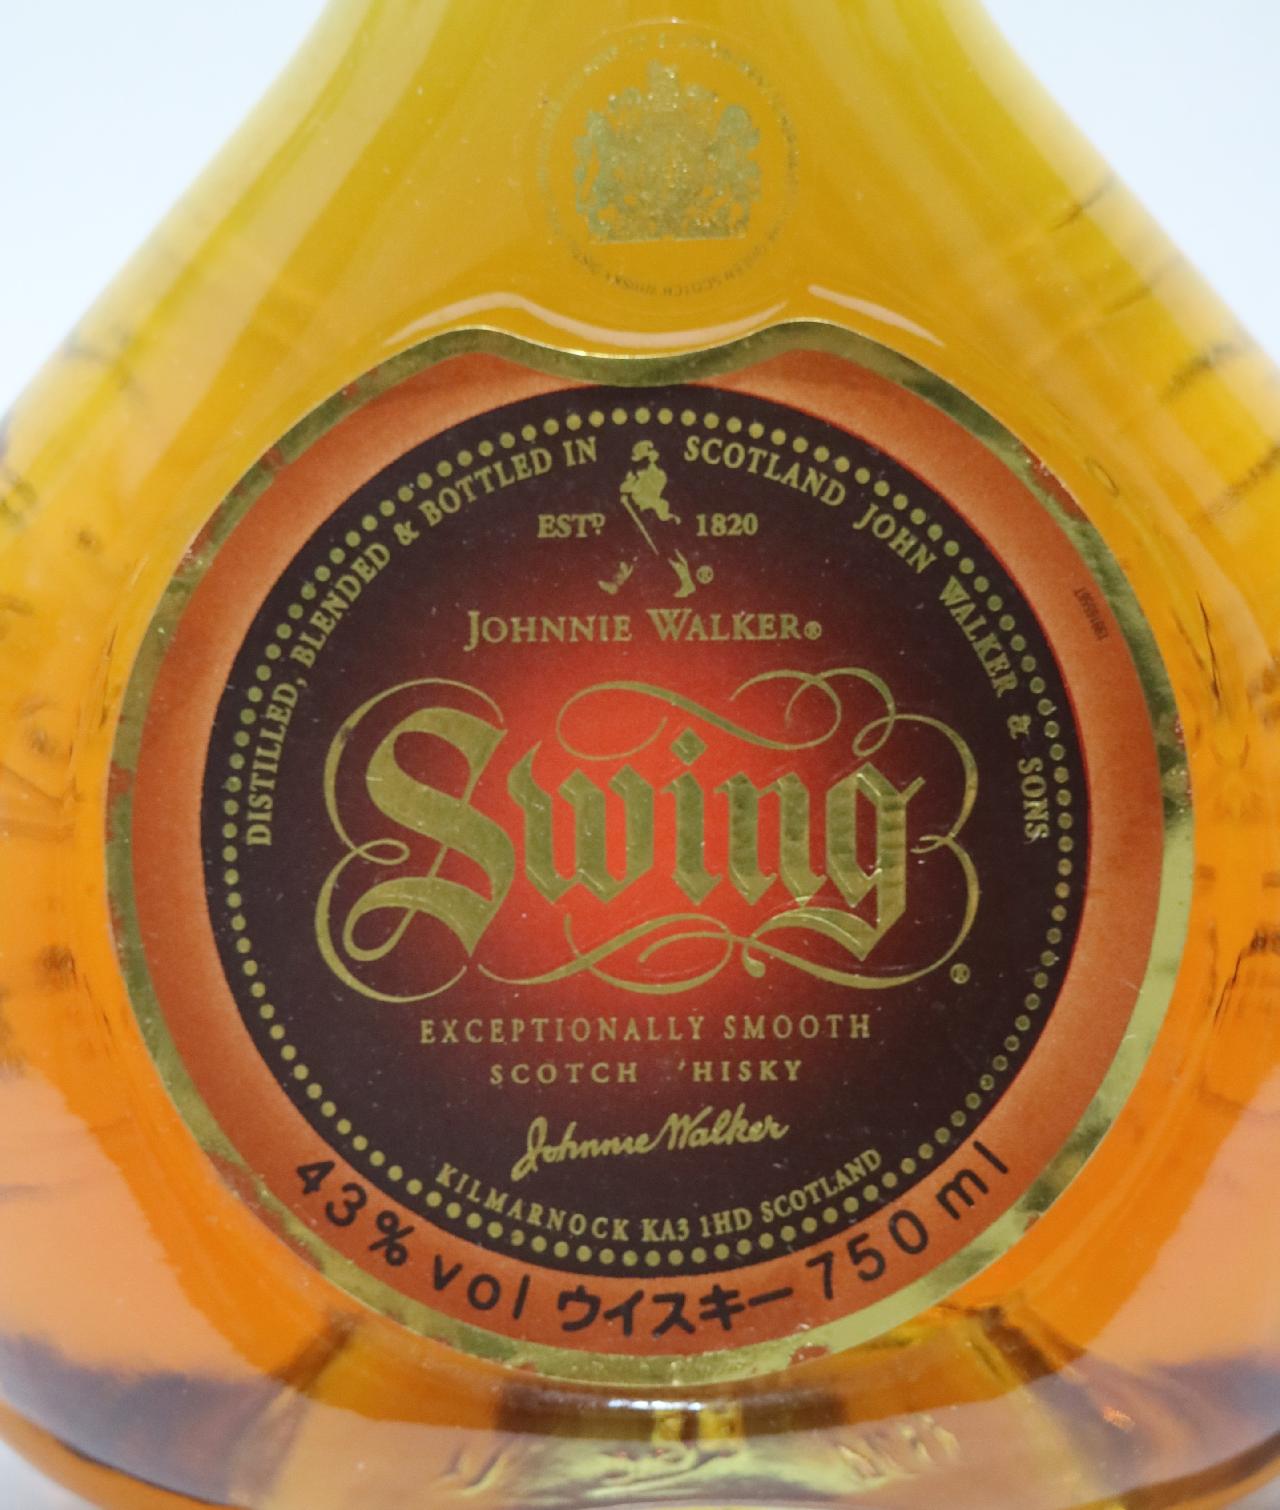 DISTILLED, BLENDED & BOTTLED IN SCOTLAND JOHN WALKER & SONS
ESTD 1820
JOHNNIE WALKER®
Swing®
EXCEPTIONALLY SMOOTH
SCOTCH 'HISKY
Johnnie Walker
KILMARNOCK KA3 1HD SCOTLAND
43% vol ウイスキー 750 ml